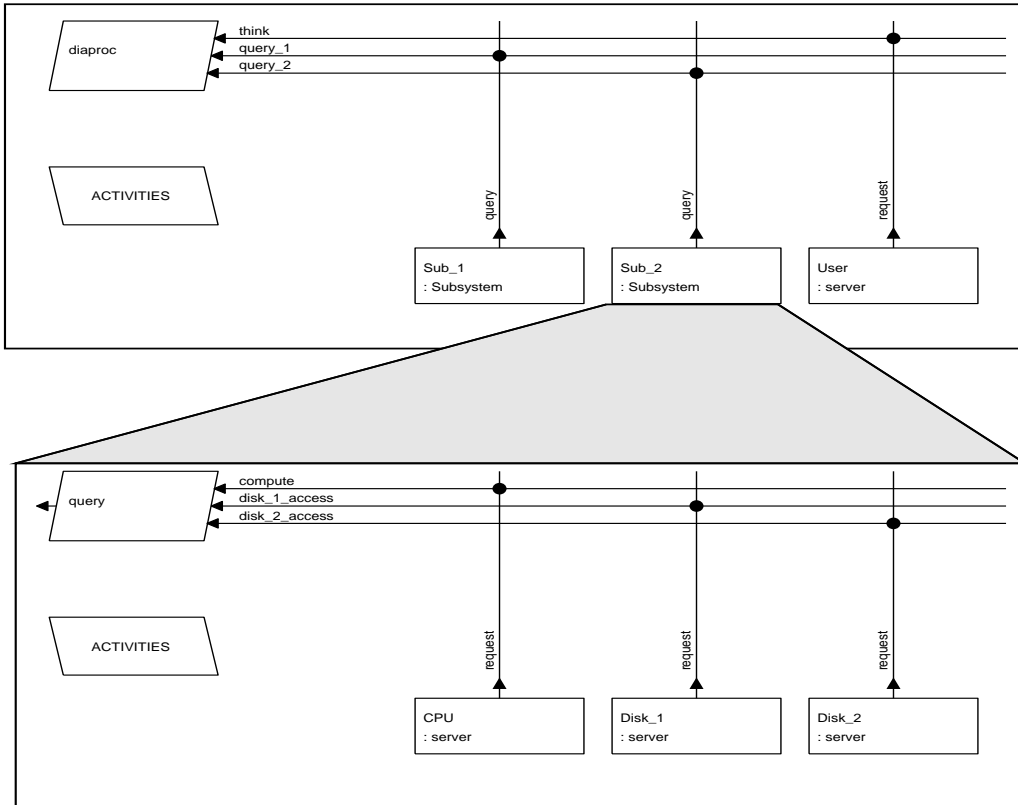 think
diaproc
query_1
query_2
ACTIVITIES
query
query
request
Sub_1
: Subsystem
Sub_2
: Subsystem
User
: server
compute
query
disk_1_access
disk_2_access
ACTIVITIES
request
request
request
CPU
: server
Disk_1
: server
Disk_2
: server